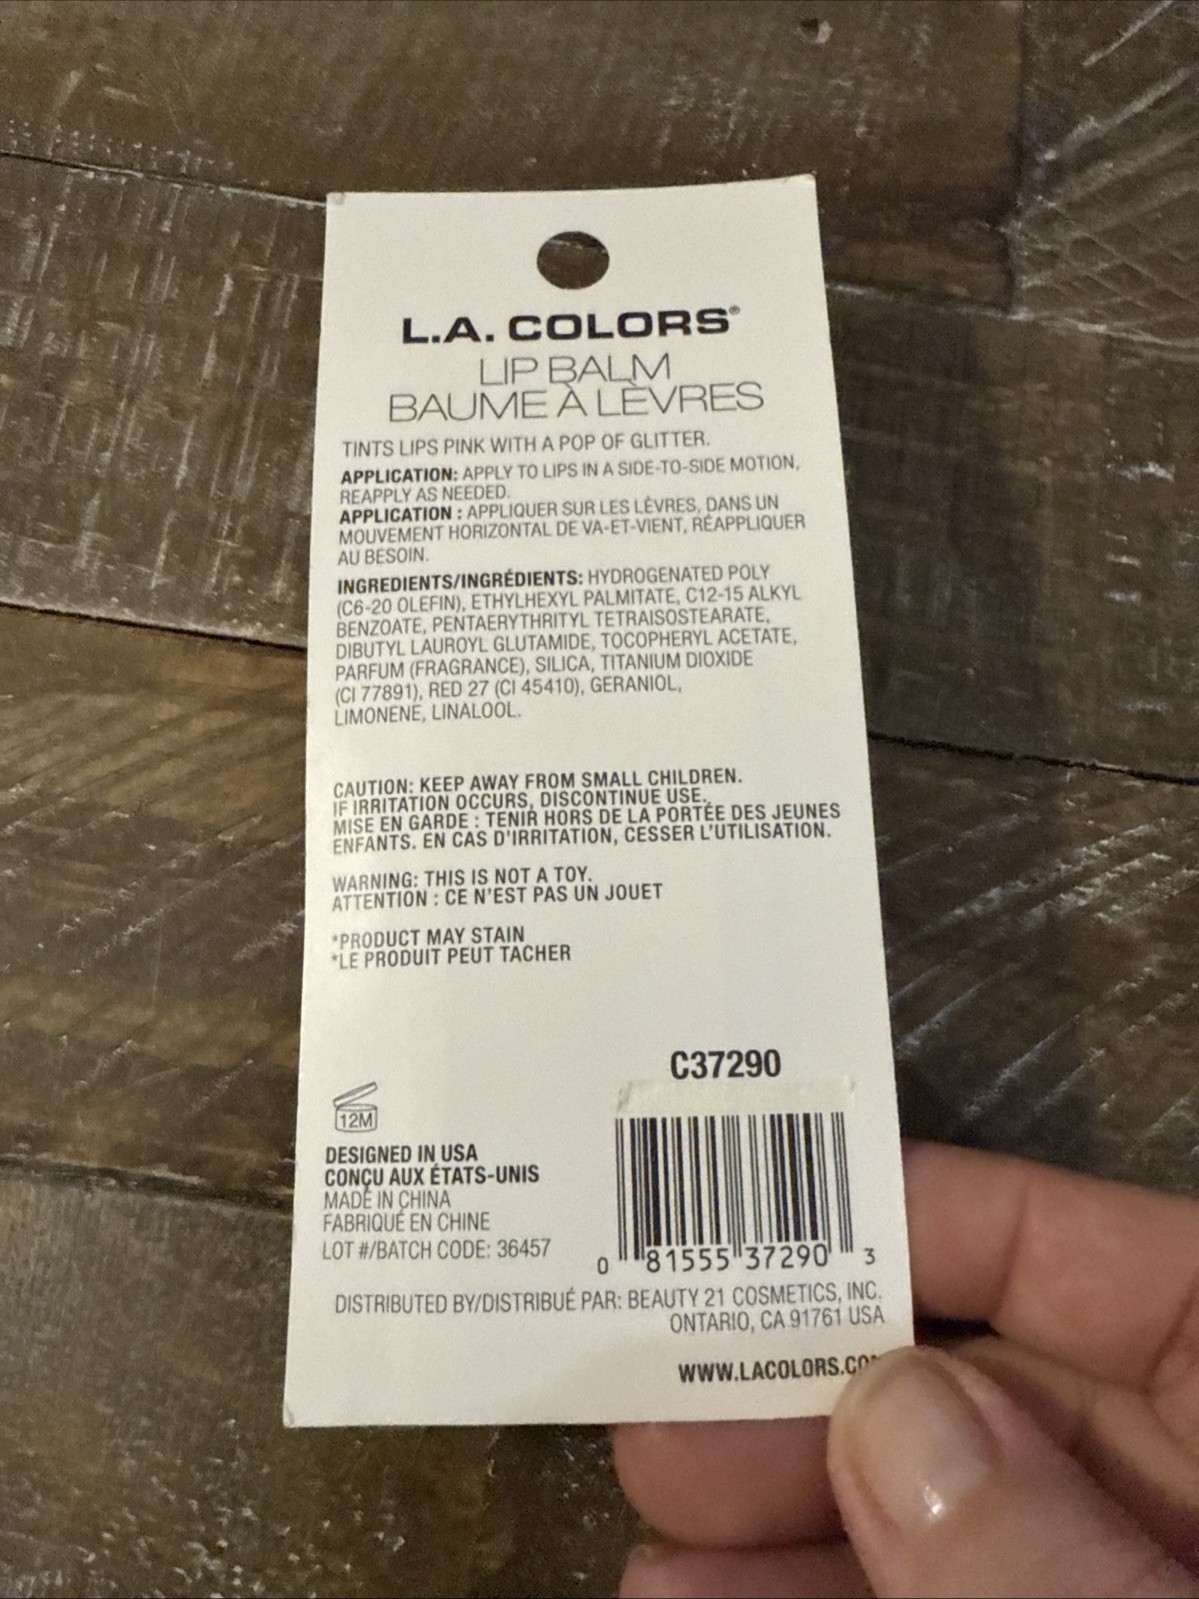 L.A. COLORS®
LIP BALM
BAUME À LÈVRES
TINTS LIPS PINK WITH A POP OF GLITTER.
APPLICATION: APPLY TO LIPS IN A SIDE-TO-SIDE MOTION,
REAPPLY AS NEEDED.
APPLICATION : APPLIQUER SUR LES LÈVRES, DANS UN
MOUVEMENT HORIZONTAL DE VA-ET-VIENT, RÉAPPLIQUER
AU BESOIN.
INGREDIENTS/INGRÉDIENTS: HYDROGENATED POLY
(C6-20 OLEFIN), ETHYLHEXYL PALMITATE, C12-15 ALKYL
BENZOATE, PENTAERYTHRITYL TETRAISOSTEARATE,
DIBUTYL LAUROYL GLUTAMIDE, TOCOPHERYL ACETATE,
PARFUM (FRAGRANCE), SILICA, TITANIUM DIOXIDE
(CI 77891), RED 27 (CI 45410), GERANIOL,
LIMONENE, LINALOOL.
CAUTION: KEEP AWAY FROM SMALL CHILDREN.
IF IRRITATION OCCURS, DISCONTINUE USE.
MISE EN GARDE : TENIR HORS DE LA PORTÉE DES JEUNES
ENFANTS. EN CAS D'IRRITATION, CESSER L'UTILISATION.
WARNING: THIS IS NOT A TOY.
ATTENTION : CE N'EST PAS UN JOUET
*PRODUCT MAY STAIN
*LE PRODUIT PEUT TACHER
C37290
12M
DESIGNED IN USA
CONÇU AUX ÉTATS-UNIS
MADE IN CHINA
FABRIQUÉ EN CHINE
LOT #/BATCH CODE: 36457
0 81555 37290 3
DISTRIBUTED BY/DISTRIBUÉ PAR: BEAUTY 21 COSMETICS, INC.
ONTARIO, CA 91761 USA
WWW.LACOLORS.CO